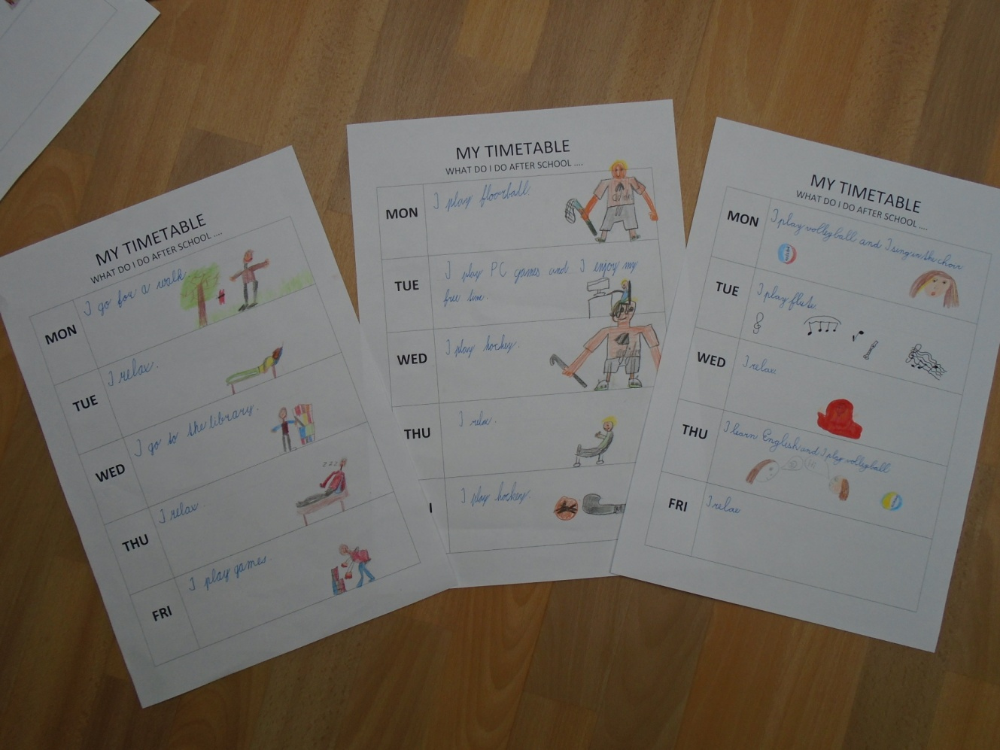 MY TIMETABLE
WHAT DO I DO AFTER SCHOOL ....
MON
I go for a walk
TUE
I relax.
WED
I go to the library.
THU
I relax.
FRI
I play games.
MY TIMETABLE
WHAT DO I DO AFTER SCHOOL ....
MON
I play floorball.
TUE
I play PC games and I enjoy my
free time.
WED
I play hockey.
THU
I relax.
I
I play hockey.
MY TIMETABLE
WHAT DO I DO AFTER SCHOOL ....
MON
I play volleyball and I sing in the choir
TUE
I play flute.
WED
I relax.
THU
I learn English and I play volleyball
FRI
I relax